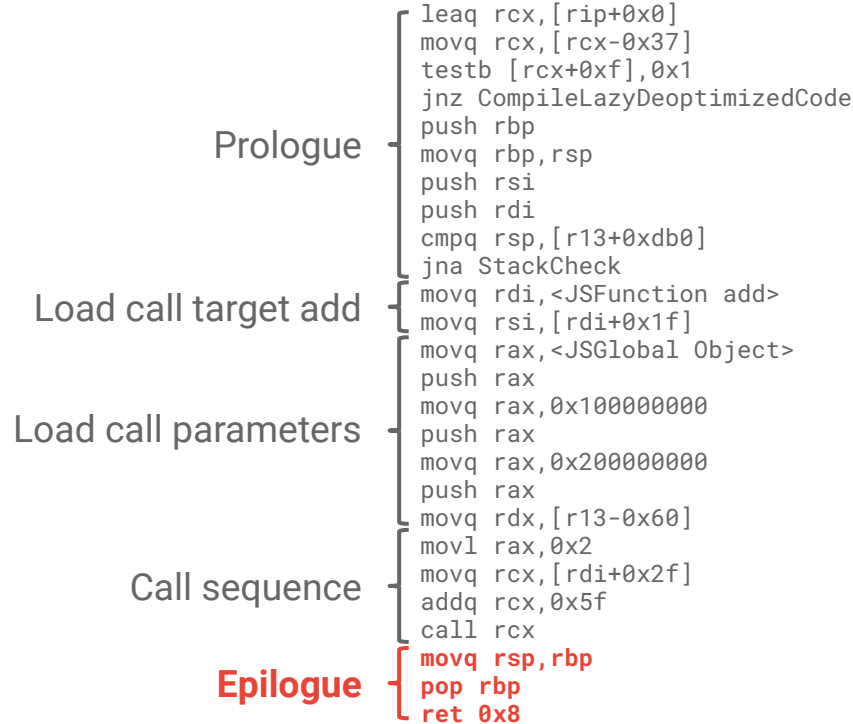 Prologue
leaq rcx,[rip+0x0]
movq rcx,[rcx-0x37]
testb [rcx+0xf],0x1
jnz CompileLazyDeoptimizedCode
push rbp
movq rbp,rsp
push rsi
push rdi
cmpq rsp,[r13+0xdb0]
jna StackCheck
Load call target add
movq rdi,<JSFunction add>
movq rsi,[rdi+0x1f]
Load call parameters
movq rax,<JSGlobal Object>
push rax
movq rax,0x100000000
push rax
movq rax,0x200000000
push rax
movq rdx,[r13-0x60]
Call sequence
movl rax,0x2
movq rcx,[rdi+0x2f]
addq rcx,0x5f
call rcx
Epilogue
movq rsp,rbp
pop rbp
ret 0x8